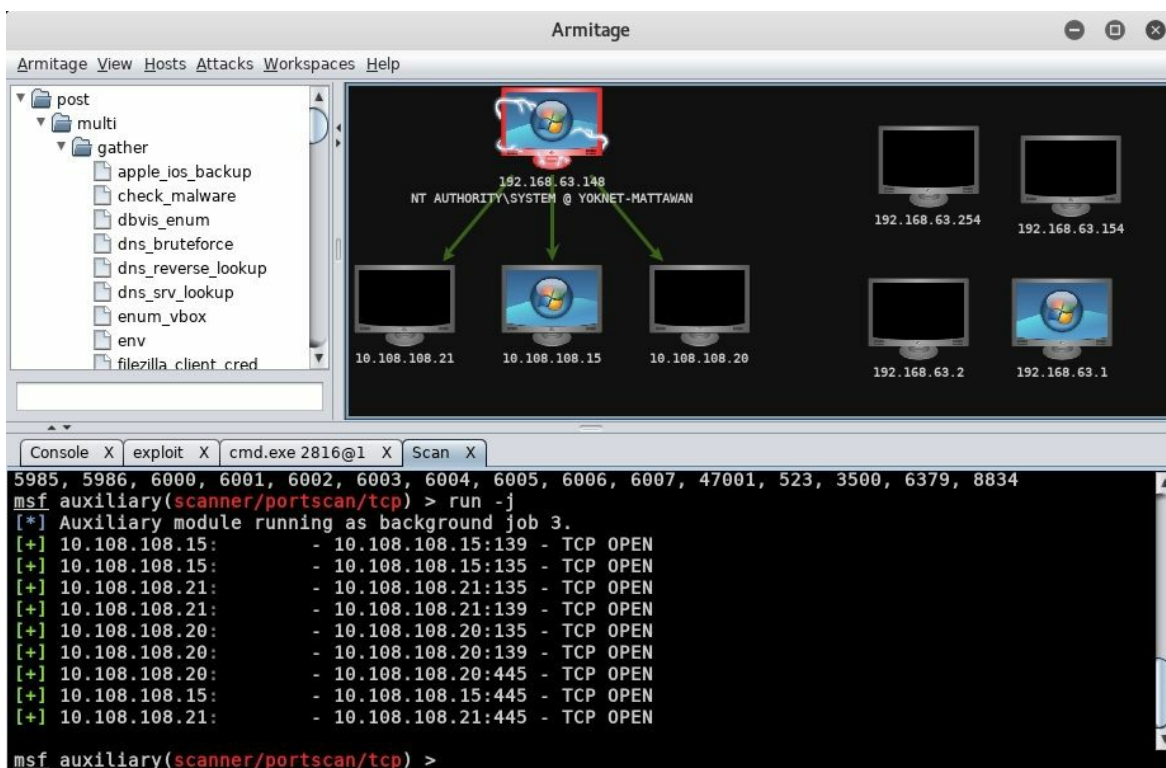 Armitage
Armitage View Hosts Attacks Workspaces Help
post
multi
gather
apple_ios_backup
check_malware
dbvis_enum
dns_bruteforce
dns_reverse_lookup
dns_srv_lookup
enum_vbox
env
filezilla_client_cred
192.168.63.148
NT AUTHORITY\SYSTEM @ YOKNET-MATTAWAN
10.108.108.21
10.108.108.15
10.108.108.20
192.168.63.254
192.168.63.154
192.168.63.2
192.168.63.1
Console X exploit X cmd.exe 2816@1 X Scan X
5985, 5986, 6000, 6001, 6002, 6003, 6004, 6005, 6006, 6007, 47001, 523, 3500, 6379, 8834
msf auxiliary(scanner/portscan/tcp) > run -j
[*] Auxiliary module running as background job 3.
[+] 10.108.108.15: - 10.108.108.15:139 - TCP OPEN
[+] 10.108.108.15: - 10.108.108.15:135 - TCP OPEN
[+] 10.108.108.21: - 10.108.108.21:135 - TCP OPEN
[+] 10.108.108.21: - 10.108.108.21:139 - TCP OPEN
[+] 10.108.108.20: - 10.108.108.20:135 - TCP OPEN
[+] 10.108.108.20: - 10.108.108.20:139 - TCP OPEN
[+] 10.108.108.20: - 10.108.108.20:445 - TCP OPEN
[+] 10.108.108.15: - 10.108.108.15:445 - TCP OPEN
[+] 10.108.108.21: - 10.108.108.21:445 - TCP OPEN
msf auxiliary(scanner/portscan/tcp) >